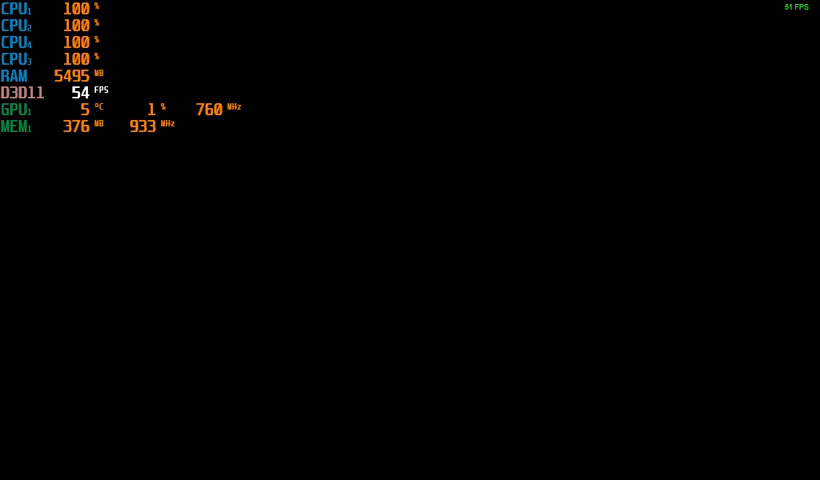 CPU1 100 %
CPU2 100 %
CPU4 100 %
CPU3 100 %
RAM 5495 MB
D3D11 54 FPS
GPU1 5 °C 1 % 760 MHz
MEM1 376 MB 933 MHz
51 FPS